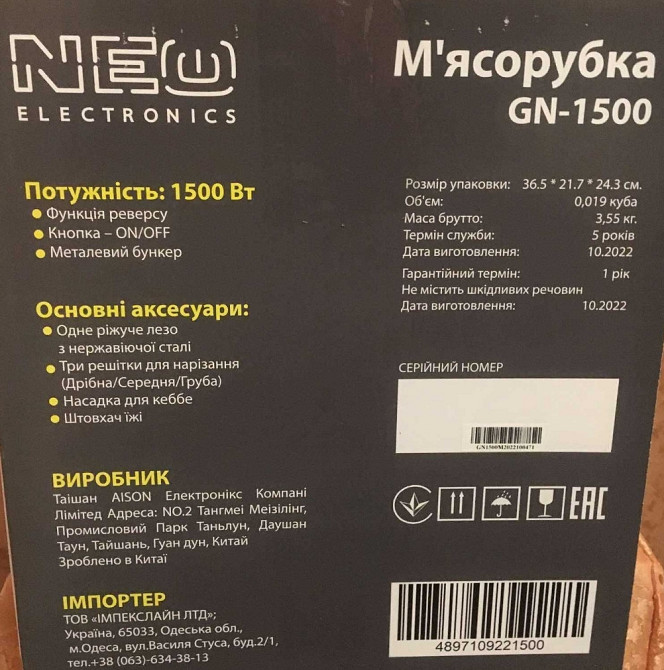 NEO
ELECTRONICS
М'ясорубка
GN-1500
Потужність: 1500 Вт
Функція реверсу
Кнопка – ON/OFF
Металевий бункер
Розмір упаковки: 36.5 * 21.7 * 24.3 см.
Об'єм: 0,019 куба
Маса брутто: 3,55 кг.
Термін служби: 5 років
Дата виготовлення: 10.2022
Гарантійний термін: 1 рік
Не містить шкідливих речовин
Дата виготовлення: 10.2022
Основні аксесуари:
Одне ріжуче лезо
з нержавіючої сталі
Три решітки для нарізання
(Дрібна/Середня/Груба)
Насадка для кеббе
Штовхач їжі
СЕРІЙНИЙ НОМЕР
GN1500M2022100471
ВИРОБНИК
Таішан AISON Електронікс Компані
Лімітед Адреса: NO.2 Тангмеі Меізілінг,
Промисловий Парк Таньлун, Даушан
Таун, Тайшань, Гуан дун, Китай
Зроблено в Китаї
EAC
ІМПОРТЕР
ТОВ «ІМПЕКСЛАЙН ЛТД»;
Україна, 65033, Одеська обл.,
м.Одеса, вул.Василя Стуса, буд.2/1,
тел.+38 (063)-634-38-13
4897109221500